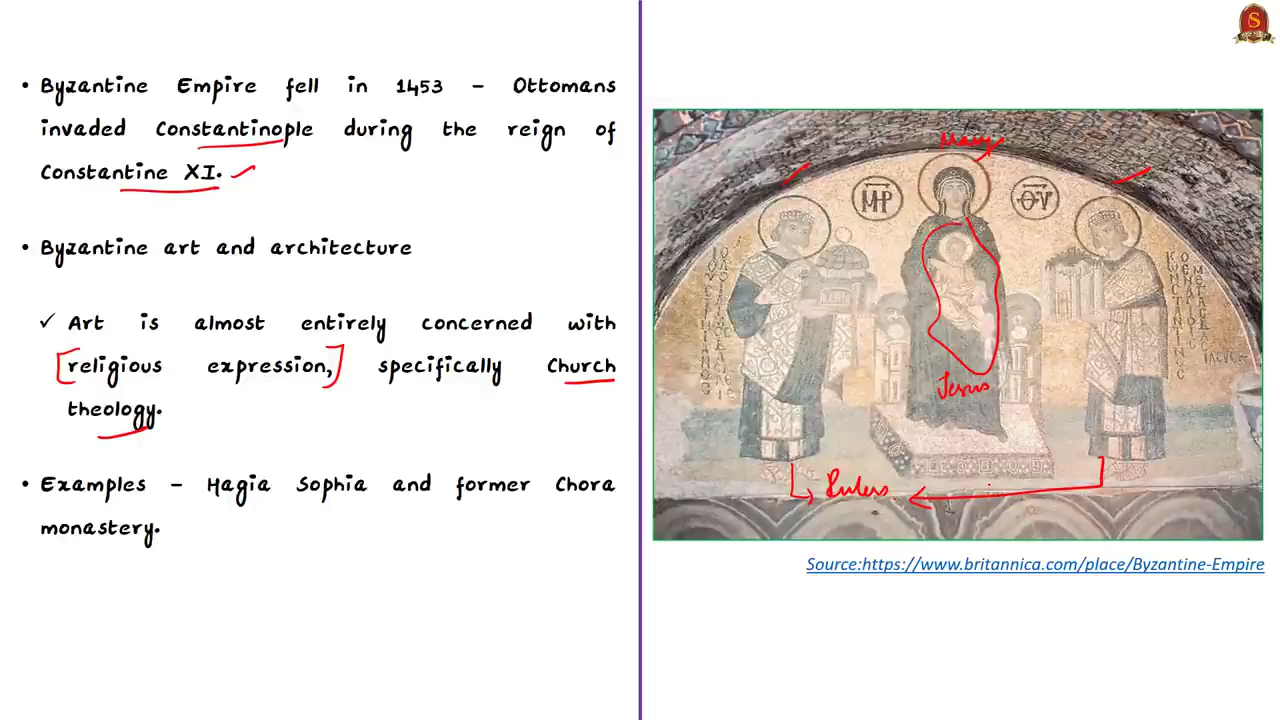 • Byzantine Empire fell in 1453 – Ottomans
invaded Constantinople during the reign of
Constantine XI.
• Byzantine art and architecture
✓ Art is almost entirely concerned with
religious expression, specifically Church
theology.
• Examples – Hagia Sophia and former Chora
monastery.
S
Mary
ΜΡ
ΘV
Jesus
Rulers
Source:https://www.britannica.com/place/Byzantine-Empire